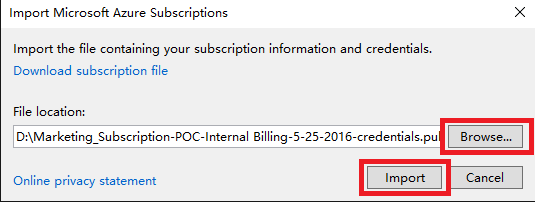 Import Microsoft Azure Subscriptions
Import the file containing your subscription information and credentials.
Download subscription file
File location:
D:\Marketing_Subscription-POC-Internal Billing-5-25-2016-credentials.pu Browse...
Online privacy statement Import Cancel